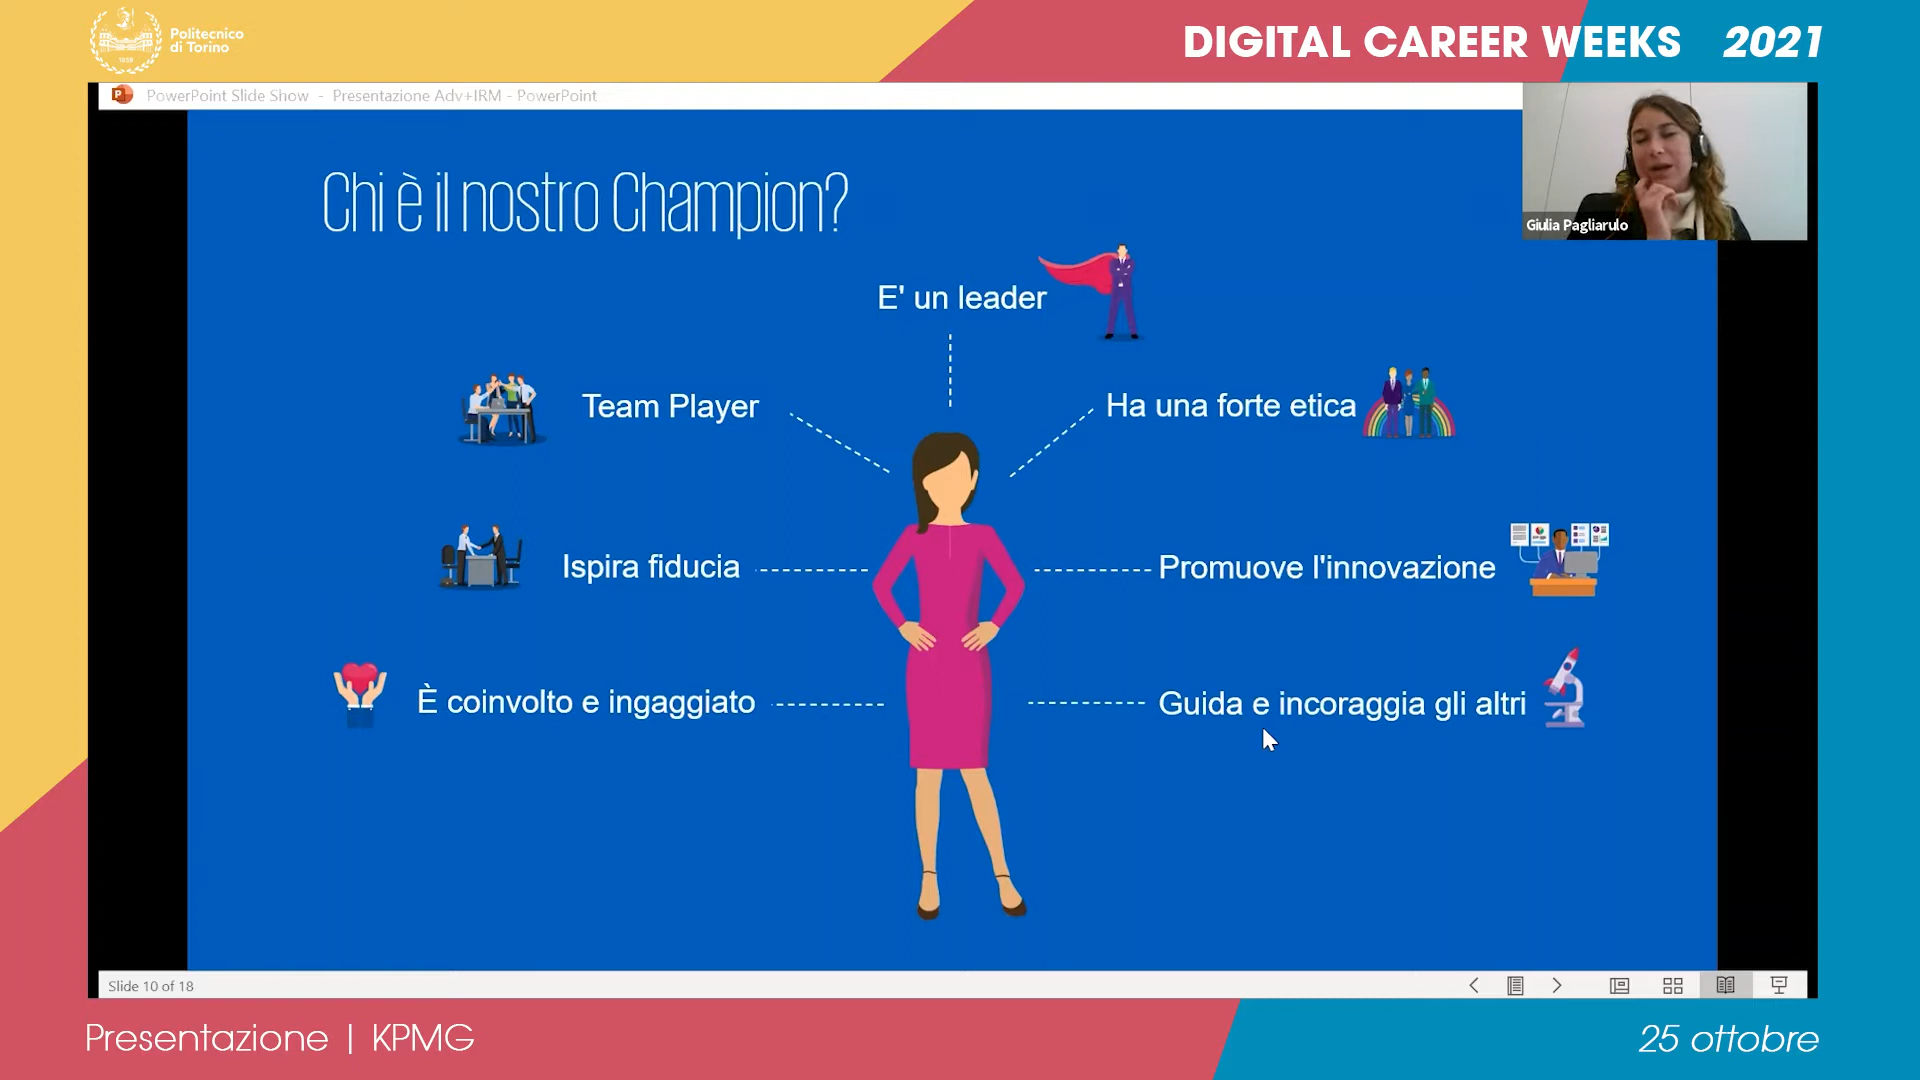 Politecnico
di Torino
1859
DIGITAL CAREER WEEKS 2021
PowerPoint Slide Show - Presentazione Adv+IRM - PowerPoint
Giulia Pagliarulo
Chi è il nostro Champion?
E' un leader
Team Player
Ha una forte etica
Ispira fiducia
Promuove l'innovazione
È coinvolto e ingaggiato
Guida e incoraggia gli altri
Slide 10 of 18
Presentazione | KPMG
25 ottobre